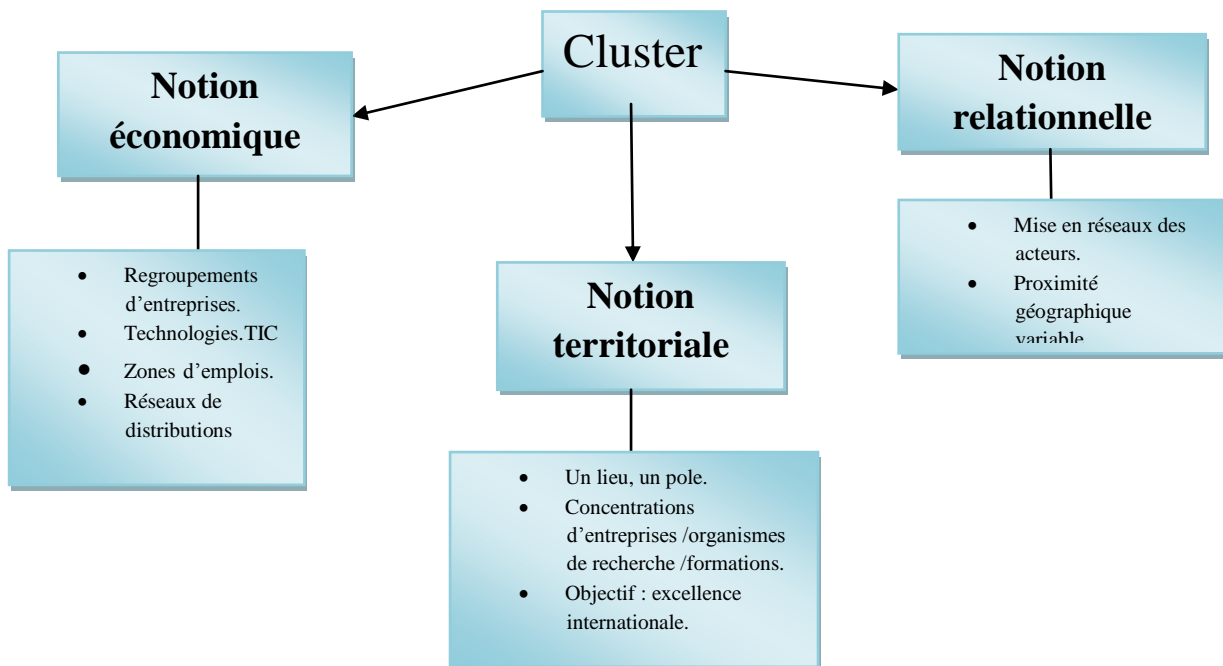 Cluster
Notion
économique
Notion
relationnelle
• Regroupements
d’entreprises.
• Technologies.TIC
• Zones d’emplois.
• Réseaux de
distributions
Notion
territoriale
• Mise en réseaux des
acteurs.
• Proximité
géographique
variable
• Un lieu, un pole.
• Concentrations
d’entreprises /organismes
de recherche /formations.
• Objectif : excellence
internationale.